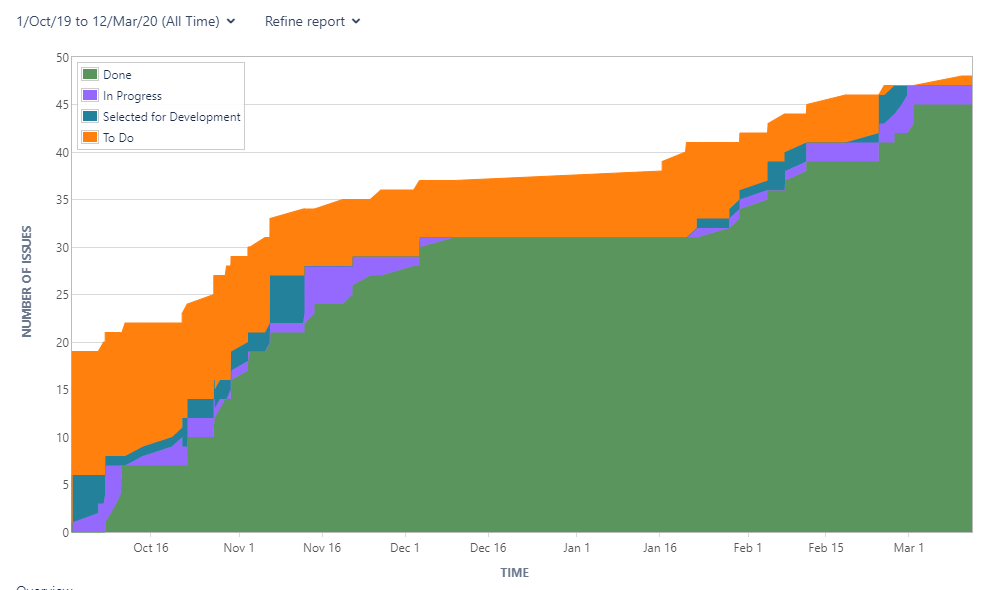 1/Oct/19 to 12/Mar/20 (All Time) Refine report
50
Done
In Progress
45
Selected for Development
To Do
40
35
30
25
20
15
10
5
0
NUMBER OF ISSUES
Oct 16 Nov 1 Nov 16 Dec 1 Dec 16 Jan 1 Jan 16 Feb 1 Feb 15 Mar 1
TIME
Overview